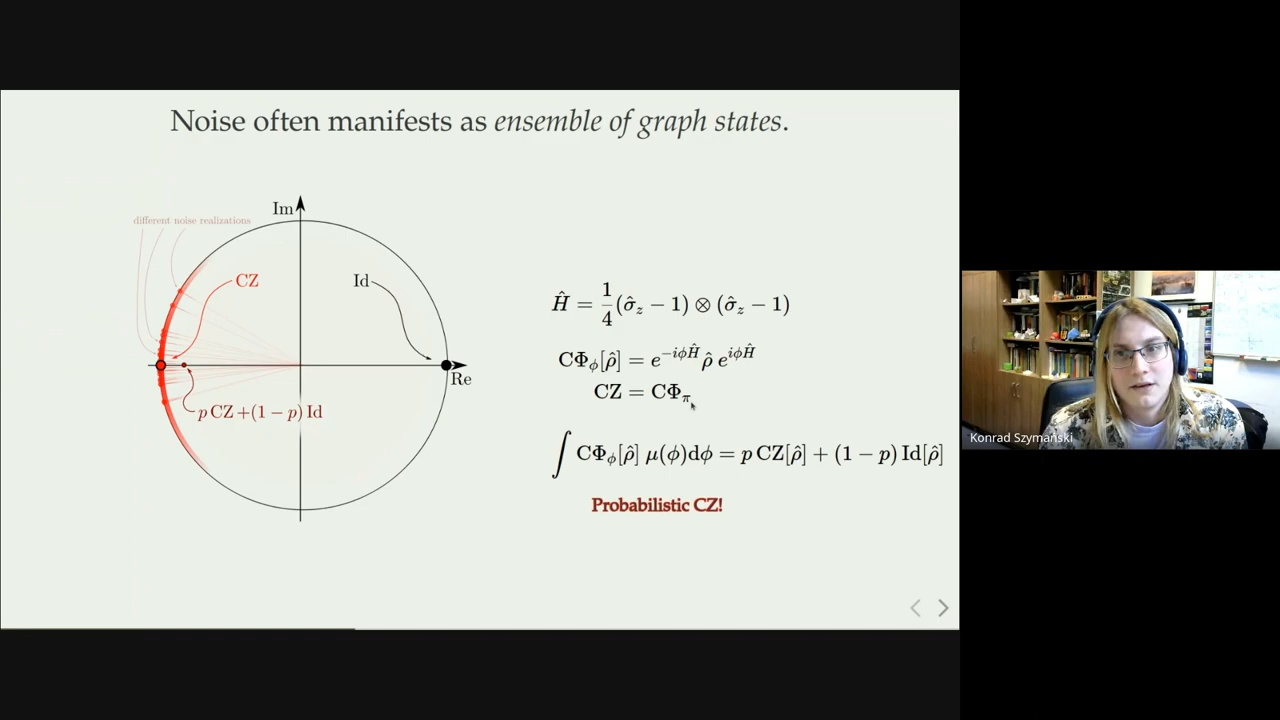 Noise often manifests as ensemble of graph states.
Im
different noise realizations
CZ
Id
Re
p CZ+(1 − p) Id
Ĥ = 1/4 (σ̂_z − 1) ⊗ (σ̂_z − 1)
CΦ_ϕ[ρ̂] = e^{−iϕĤ} ρ̂ e^{iϕĤ}
CZ = CΦ_π
∫ CΦ_ϕ[ρ̂] μ(ϕ)dϕ = p CZ[ρ̂] + (1 − p) Id[ρ̂]
Probabilistic CZ!
Konrad Szymański